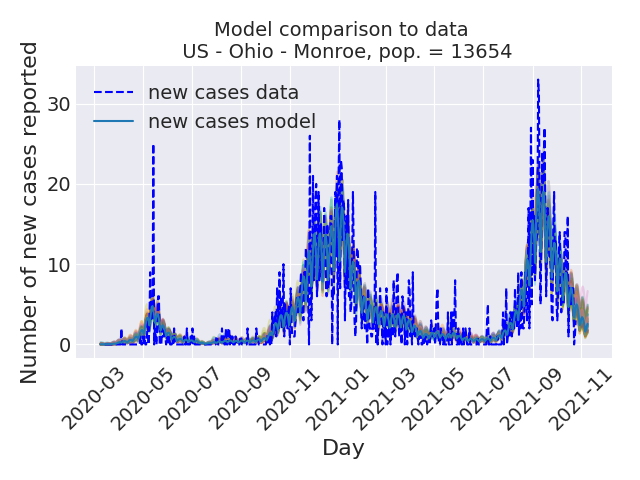 Model comparison to data
US - Ohio - Monroe, pop. = 13654
Number of new cases reported
30
20
10
0
new cases data
new cases model
2020-03
2020-05
2020-07
2020-09
2020-11
2021-01
2021-03
2021-05
2021-07
2021-09
2021-11
Day